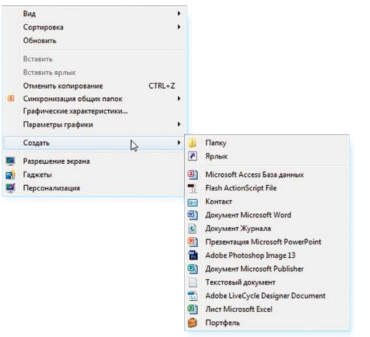 Вид
Сортировка
Обновить
Вставить
Вставить ярлык
Отменить копирование CTRL+Z
Синхронизация общих папок
Графические характеристики...
Параметры графики
Создать
Разрешение экрана
Гаджеты
Персонализация
Папку
Ярлык
Microsoft Access База данных
Flash ActionScript File
Контакт
Документ Microsoft Word
Документ Журнала
Презентация Microsoft PowerPoint
Adobe Photoshop Image 13
Документ Microsoft Publisher
Текстовый документ
Adobe LiveCycle Designer Document
Лист Microsoft Excel
Портфель